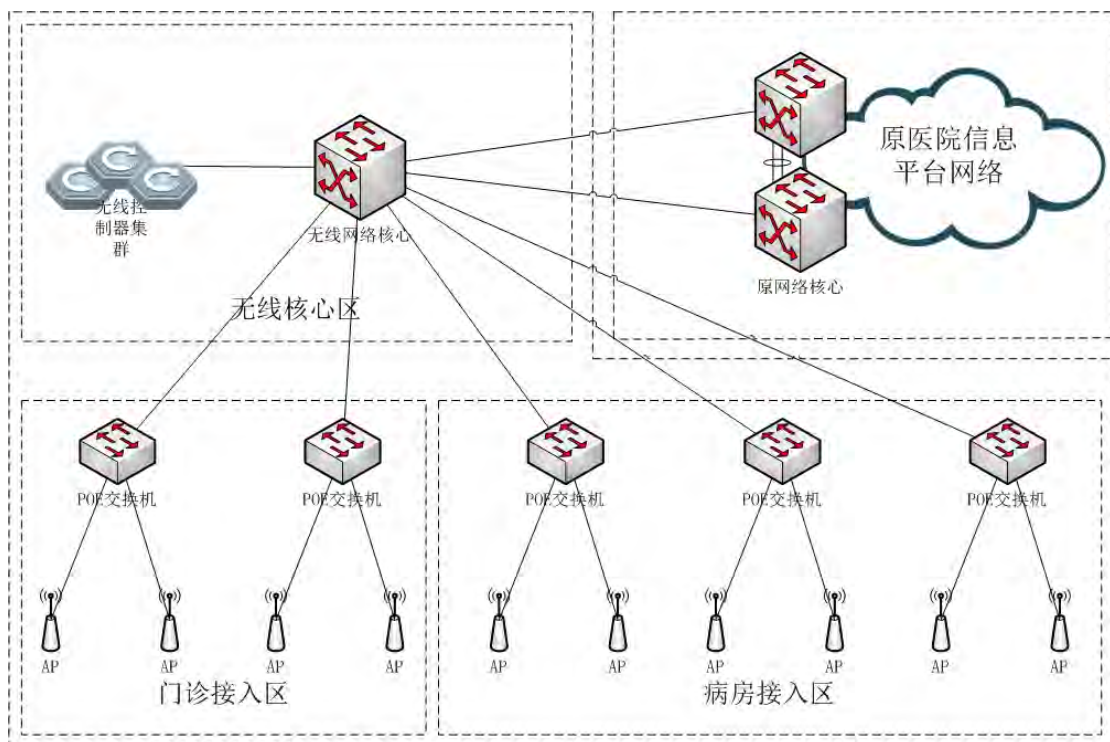 原医院信息
平台网络
无线控
制器集
群
无线网络核心
原网络核心
无线核心区
POE交换机
POE交换机
POE交换机
POE交换机
POE交换机
AP
AP
AP
AP
AP
AP
AP
AP
AP
AP
门诊接入区
病房接入区